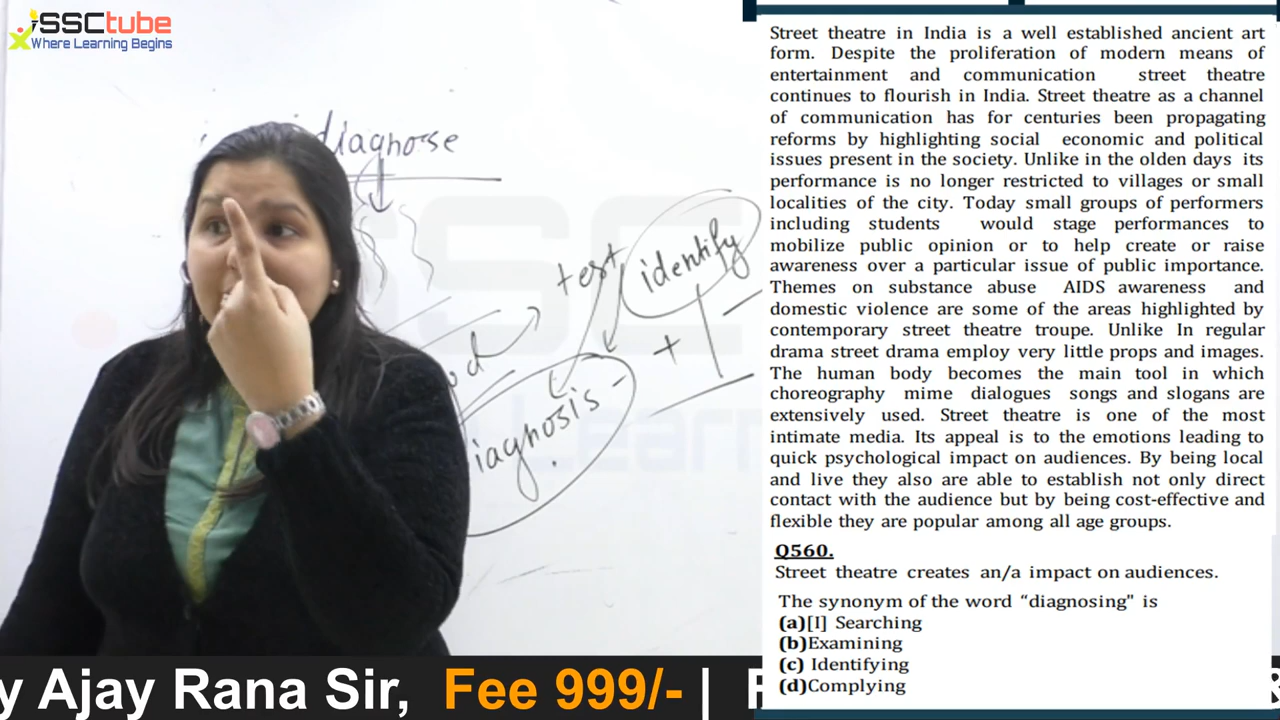 SSCtube
Where Learning Begins
diagnose
test
identify
+
iagnosis -
Street theatre in India is a well established ancient art
form. Despite the proliferation of modern means of
entertainment and communication street theatre
continues to flourish in India. Street theatre as a channel
of communication has for centuries been propagating
reforms by highlighting social economic and political
issues present in the society. Unlike in the olden days its
performance is no longer restricted to villages or small
localities of the city. Today small groups of performers
including students would stage performances to
mobilize public opinion or to help create or raise
awareness over a particular issue of public importance.
Themes on substance abuse AIDS awareness and
domestic violence are some of the areas highlighted by
contemporary street theatre troupe. Unlike In regular
drama street drama employ very little props and images.
The human body becomes the main tool in which
choreography mime dialogues songs and slogans are
extensively used. Street theatre is one of the most
intimate media. Its appeal is to the emotions leading to
quick psychological impact on audiences. By being local
and live they also are able to establish not only direct
contact with the audience but by being cost-effective and
flexible they are popular among all age groups.
Q560.
Street theatre creates an/a impact on audiences.
The synonym of the word “diagnosing" is
(a)[I] Searching
(b)Examining
(c) Identifying
(d)Complying
y Ajay Rana Sir, Fee 999/- |